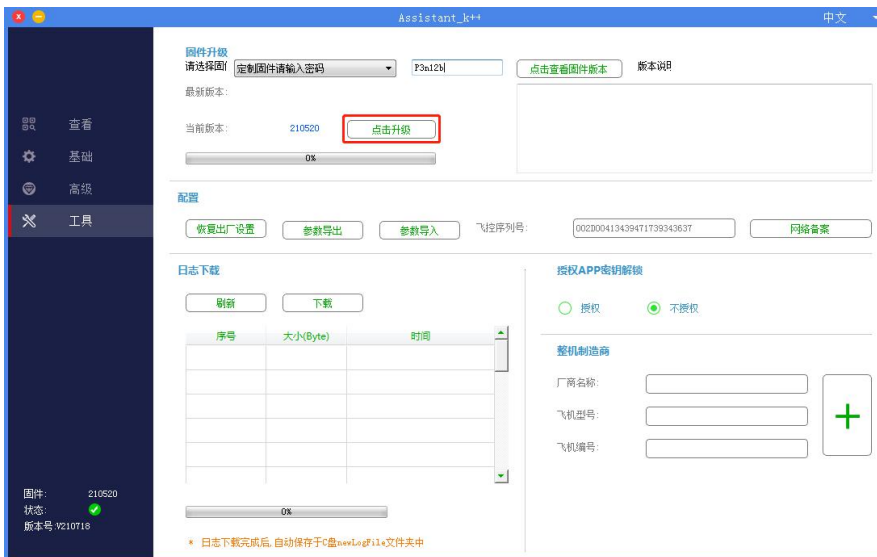 Assistant_k++
中文
固件升级
请选择固件
定制固件请输入密码
P3n12b
点击查看固件版本
版本说明
最新版本:
当前版本:
210520
点击升级
0%
查看
基础
高级
工具
配置
恢复出厂设置
参数导出
参数导入
飞控序列号:
002D00413439471739343637
网络备案
日志下载
刷新
下载
序号
大小(Byte)
时间
0%
* 日志下载完成后,自动保存于C盘newLogFile文件夹中
授权APP密钥解锁
授权
不授权
整机制造商
厂商名称:
飞机型号:
飞机编号:
固件: 210520
状态:
版本号:V210718